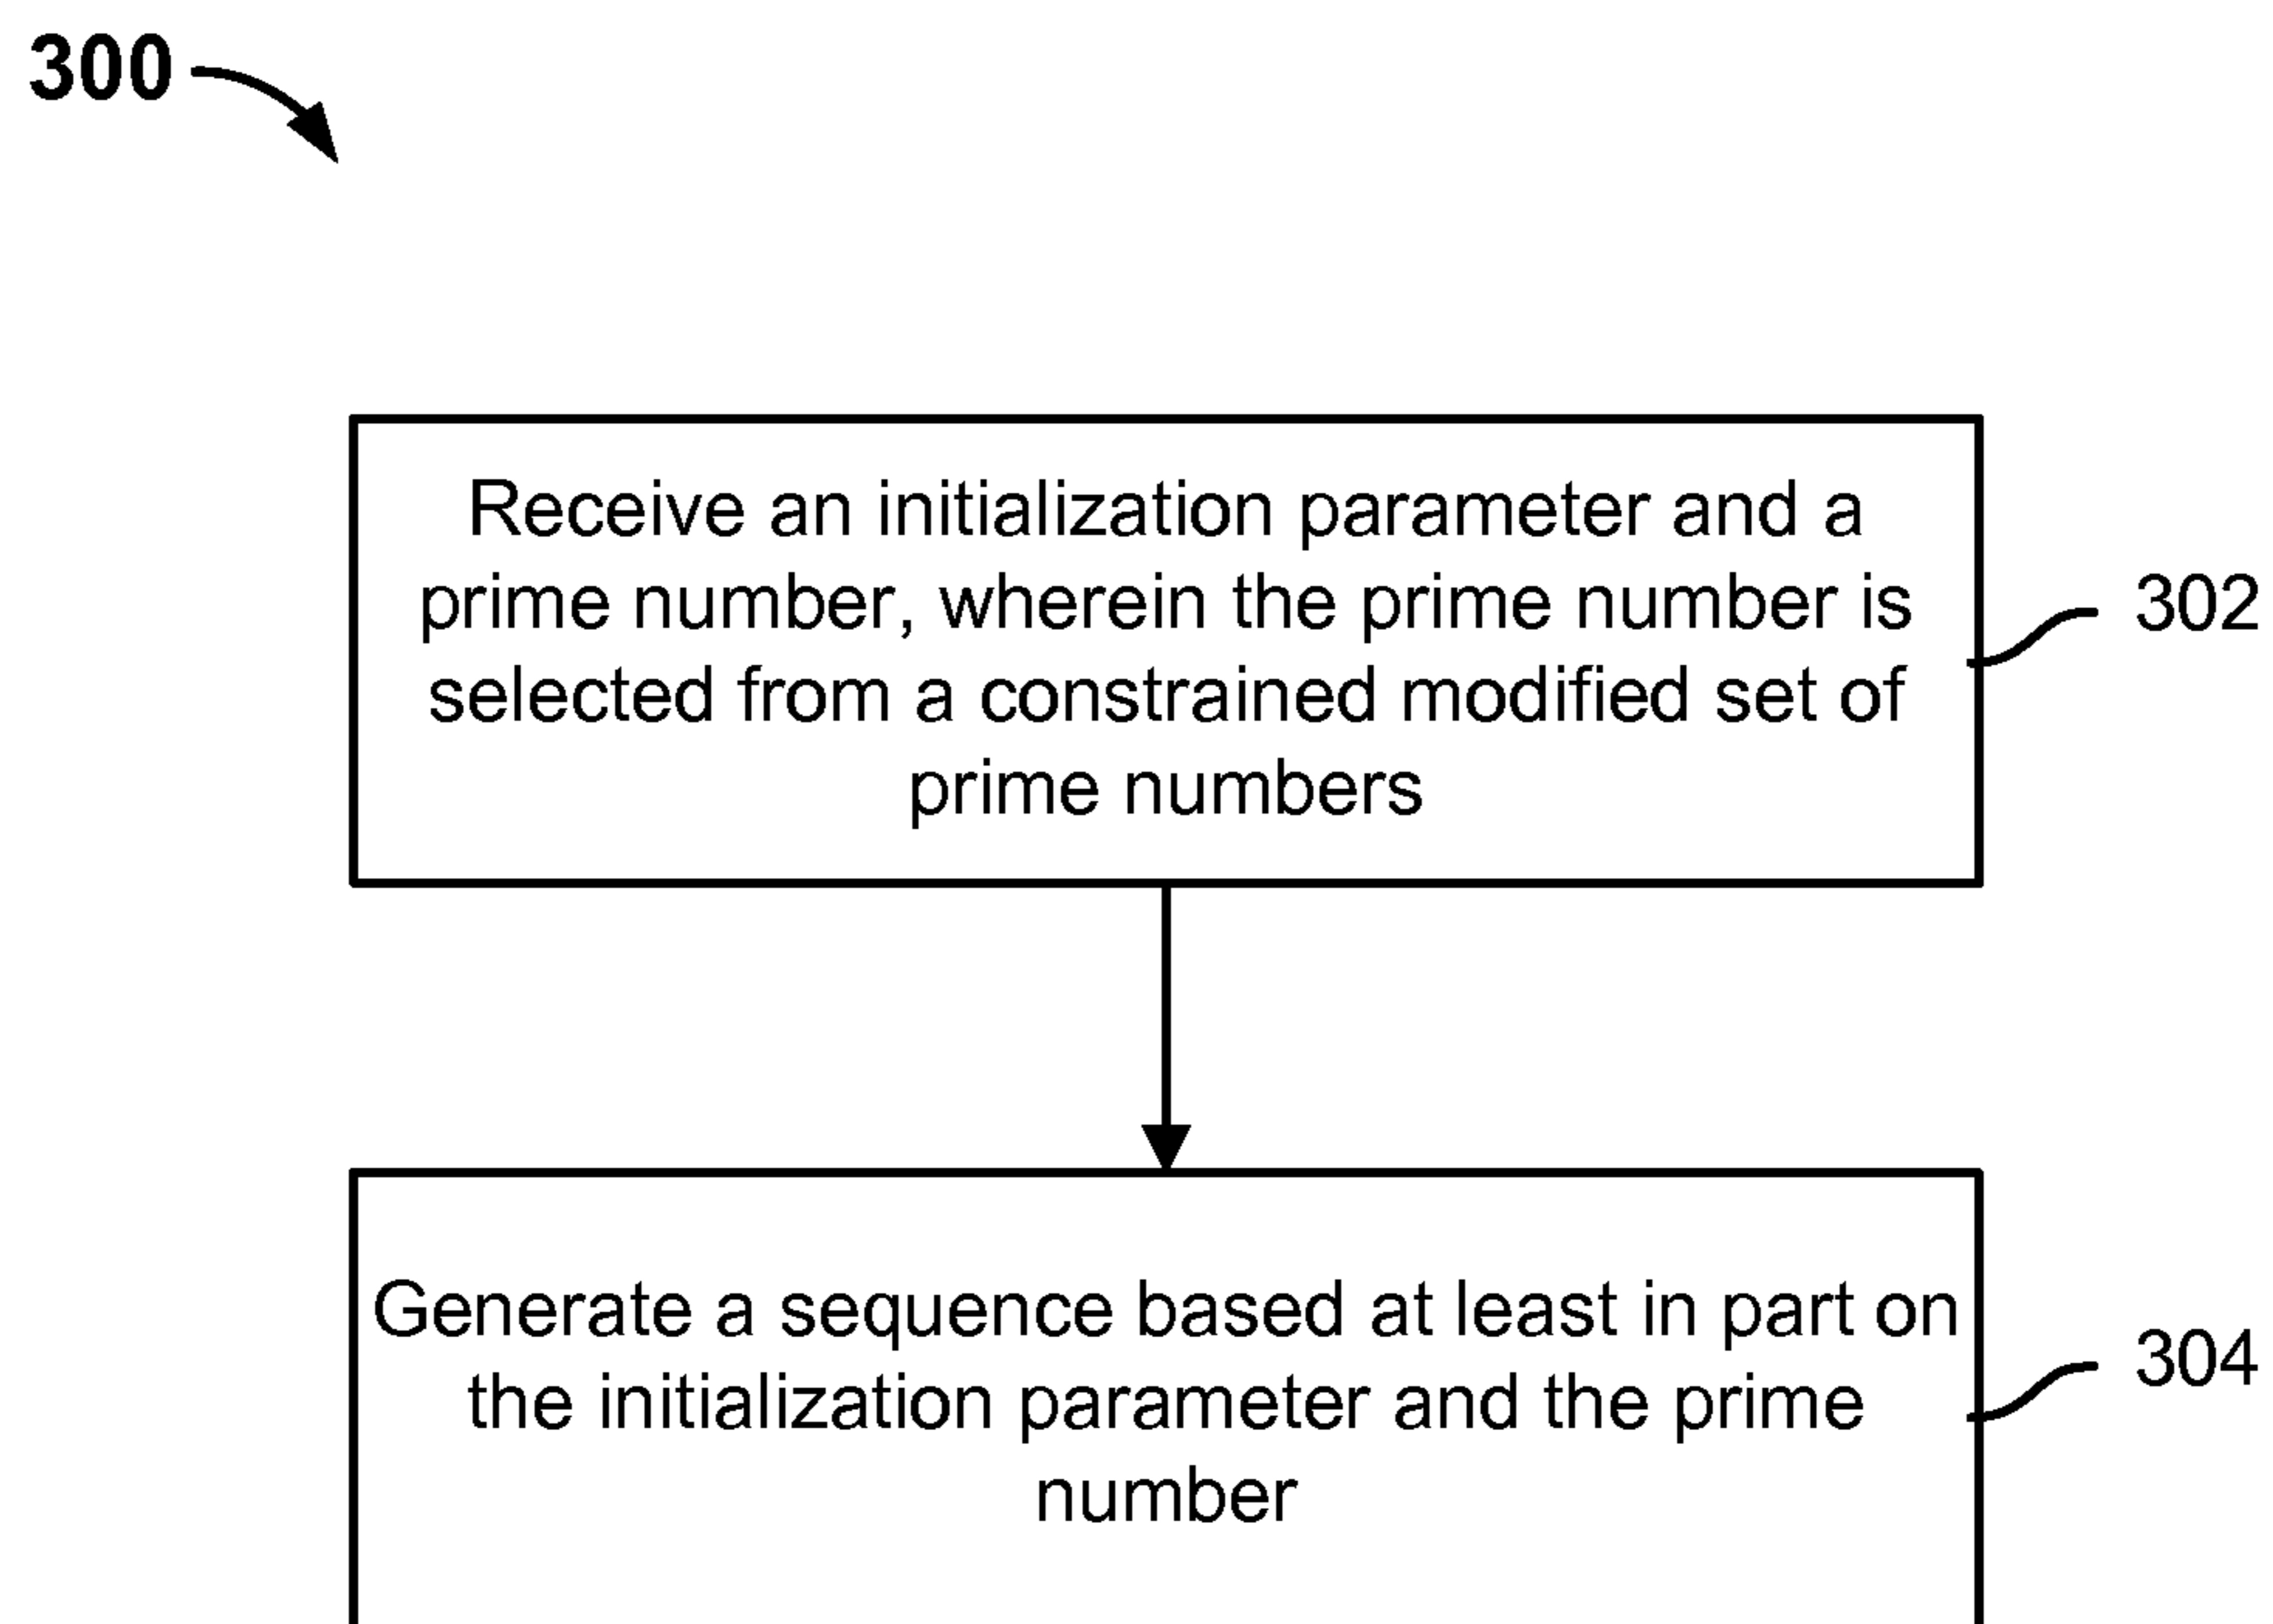 300
Receive an initialization parameter and a
prime number, wherein the prime number is
selected from a constrained modified set of
prime numbers
302
Generate a sequence based at least in part on
the initialization parameter and the prime
number
304